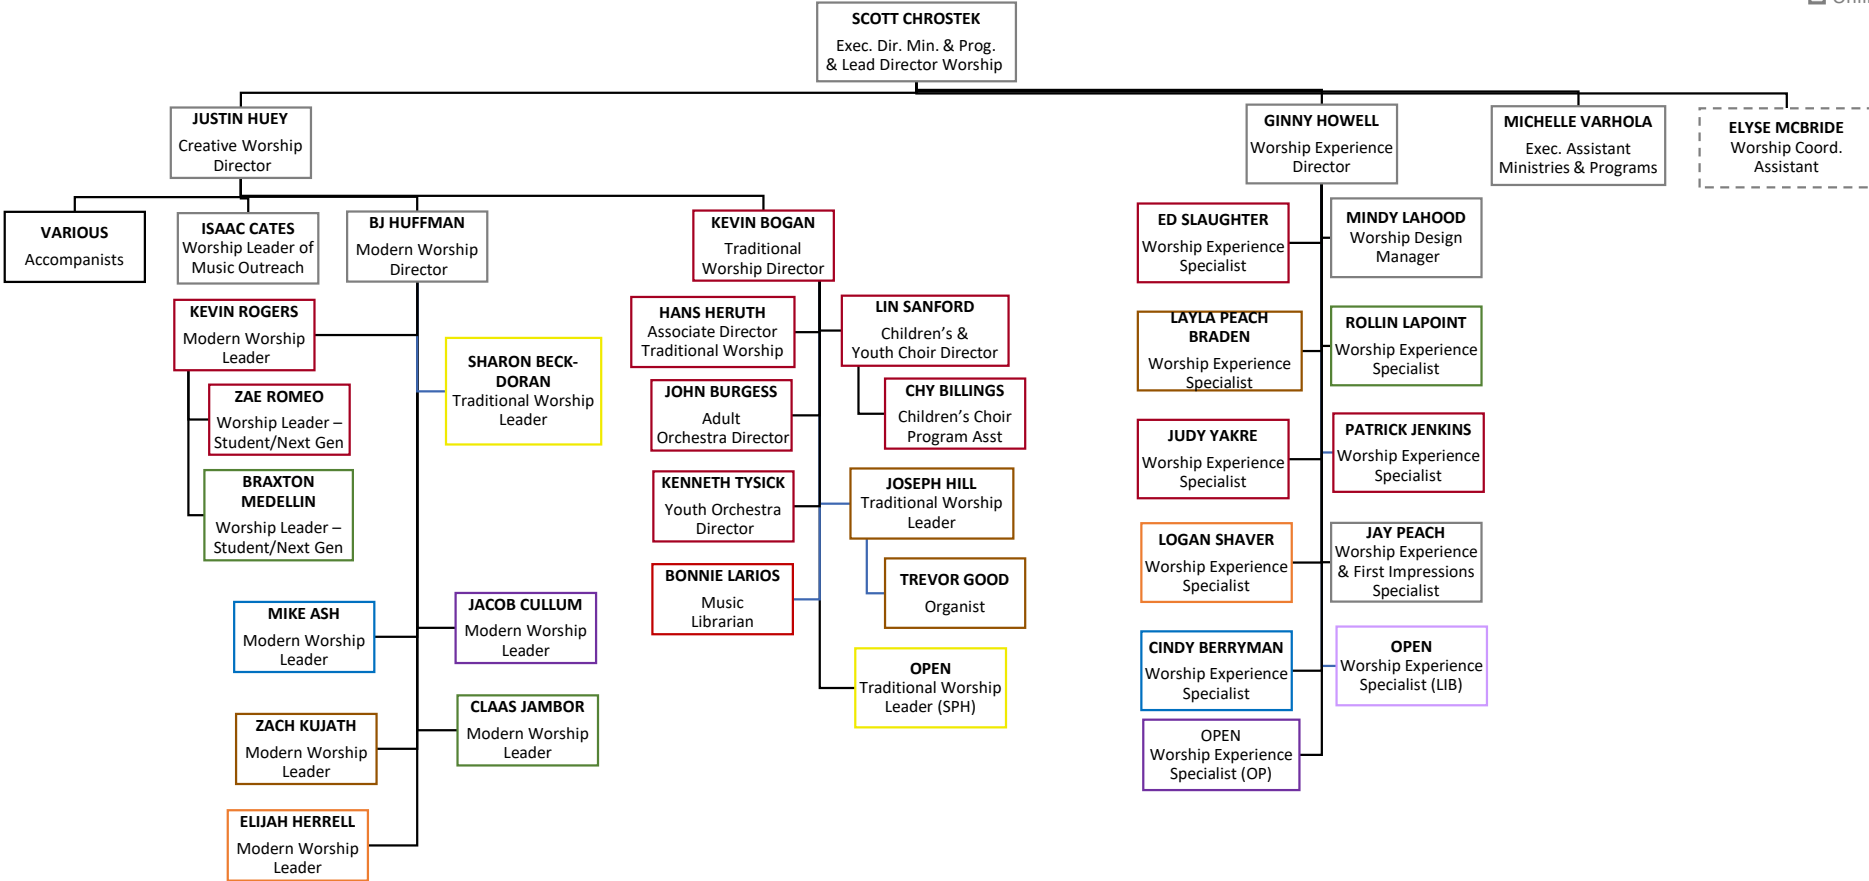 SCOTT CHROSTEK
Exec. Dir. Min. & Prog.
& Lead Director Worship
JUSTIN HUEY
Creative Worship
Director
GINNY HOWELL
Worship Experience
Director
MICHELLE VARHOLA
Exec. Assistant
Ministries & Programs
ELYSE MCBRIDE
Worship Coord.
Assistant
VARIOUS
Accompanists
ISAAC CATES
Worship Leader of
Music Outreach
BJ HUFFMAN
Modern Worship
Director
KEVIN BOGAN
Traditional
Worship Director
KEVIN ROGERS
Modern Worship
Leader
ZAE ROMEO
Worship Leader –
Student/Next Gen
BRAXTON
MEDELLIN
Worship Leader –
Student/Next Gen
SHARON BECK-
DORAN
Traditional Worship
Leader
MIKE ASH
Modern Worship
Leader
JACOB CULLUM
Modern Worship
Leader
ZACH KUJATH
Modern Worship
Leader
CLAAS JAMBOR
Modern Worship
Leader
ELIJAH HERRELL
Modern Worship
Leader
HANS HERUTH
Associate Director
Traditional Worship
LIN SANFORD
Children’s &
Youth Choir Director
JOHN BURGESS
Adult
Orchestra Director
CHY BILLINGS
Children’s Choir
Program Asst
KENNETH TYSICK
Youth Orchestra
Director
JOSEPH HILL
Traditional Worship
Leader
BONNIE LARIOS
Music
Librarian
TREVOR GOOD
Organist
OPEN
Traditional Worship
Leader (SPH)
ED SLAUGHTER
Worship Experience
Specialist
MINDY LAHOOD
Worship Design
Manager
LAYLA PEACH
BRADEN
Worship Experience
Specialist
ROLLIN LAPOINT
Worship Experience
Specialist
JUDY YAKRE
Worship Experience
Specialist
PATRICK JENKINS
Worship Experience
Specialist
LOGAN SHAVER
Worship Experience
Specialist
JAY PEACH
Worship Experience
& First Impressions
Specialist
CINDY BERRYMAN
Worship Experience
Specialist
OPEN
Worship Experience
Specialist (LIB)
OPEN
Worship Experience
Specialist (OP)